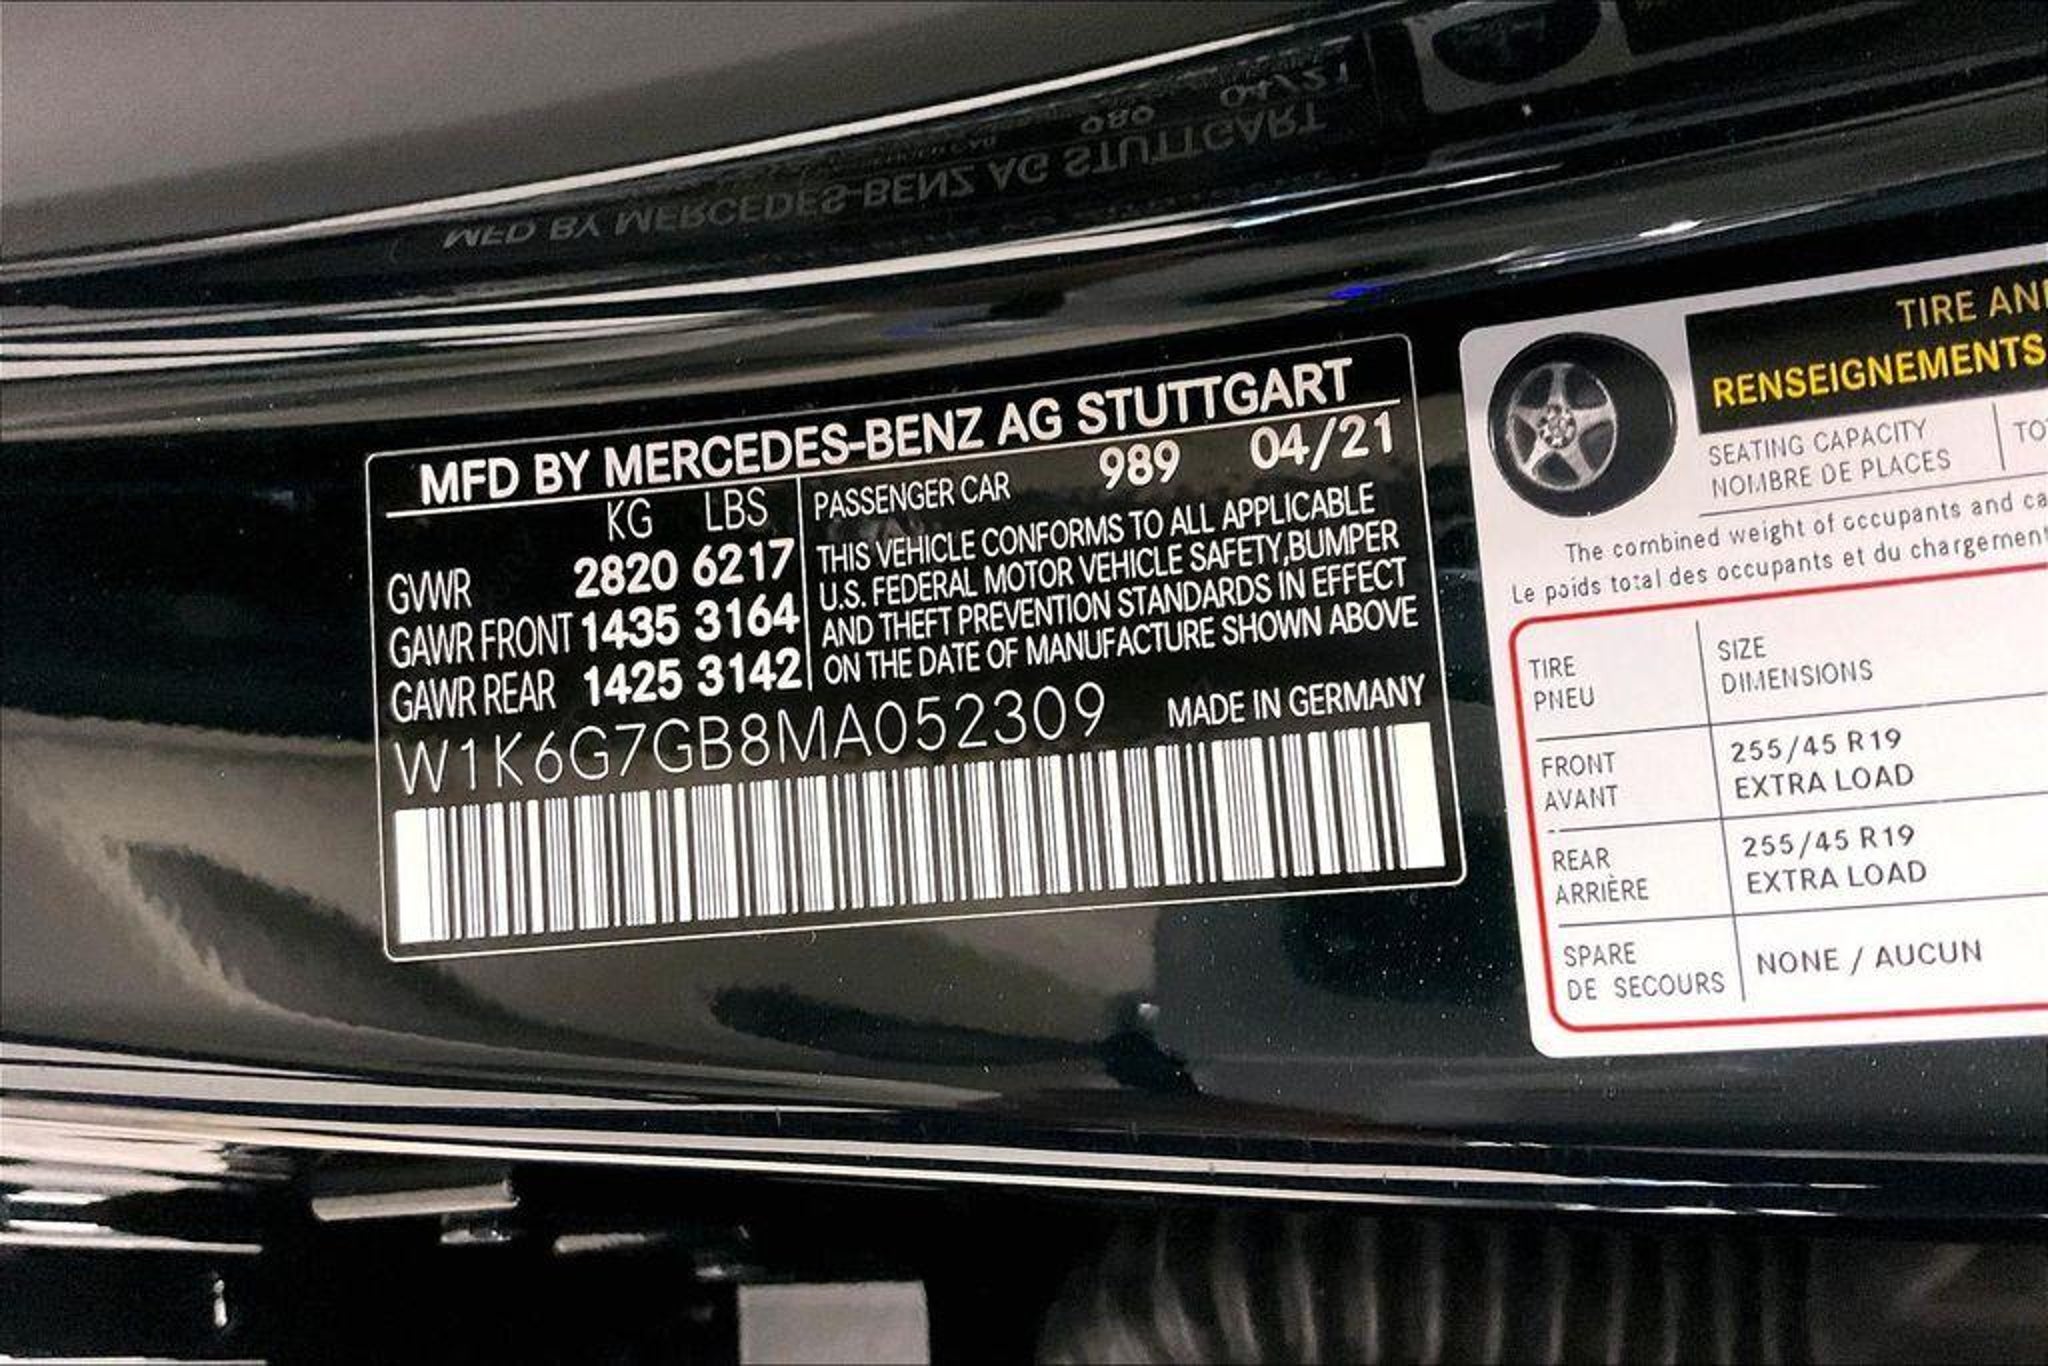 MFD BY MERCEDES-BENZ AG STUTTGART
KG LBS
GVWR 2820 6217
GAWR FRONT 1435 3164
GAWR REAR 1425 3142
PASSENGER CAR 989 04/21
THIS VEHICLE CONFORMS TO ALL APPLICABLE
U.S. FEDERAL MOTOR VEHICLE SAFETY,BUMPER
AND THEFT PREVENTION STANDARDS IN EFFECT
ON THE DATE OF MANUFACTURE SHOWN ABOVE
W1K6G7GB8MA052309 MADE IN GERMANY
TIRE AN
RENSEIGNEMENTS
SEATING CAPACITY
NOMBRE DE PLACES
TO
The combined weight of occupants and ca
Le poids total des occupants et du chargement
TIRE
PNEU
SIZE
DIMENSIONS
FRONT
AVANT
255/45 R19
EXTRA LOAD
REAR
ARRIÈRE
255/45 R19
EXTRA LOAD
SPARE
DE SECOURS
NONE / AUCUN